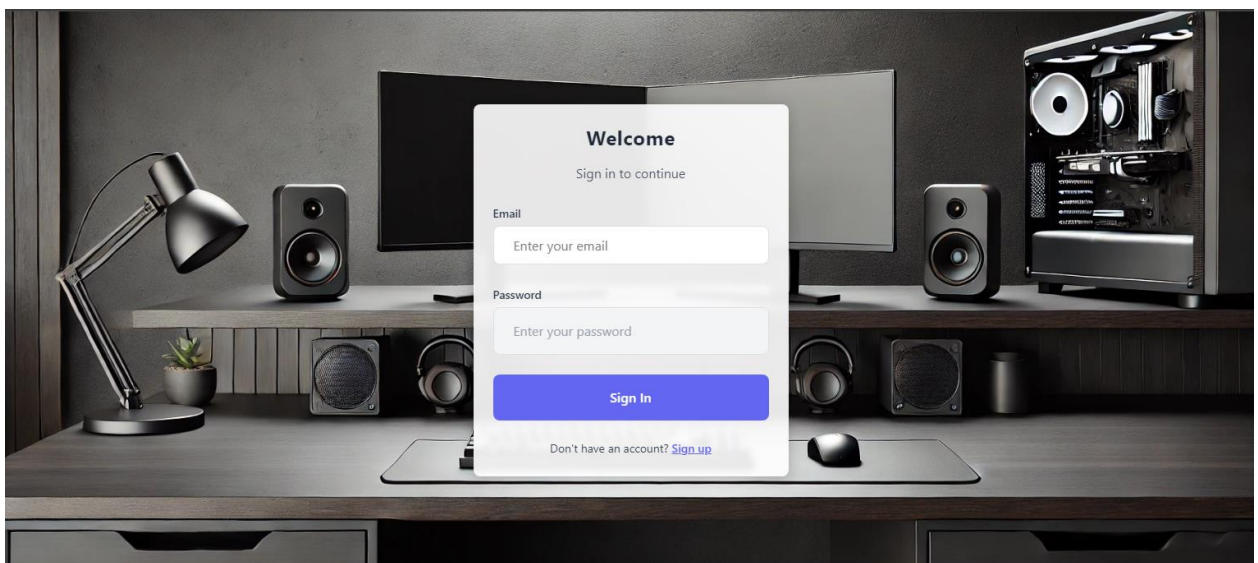 Welcome
Sign in to continue
Email
Enter your email
Password
Enter your password
Sign In
Don't have an account? Sign up